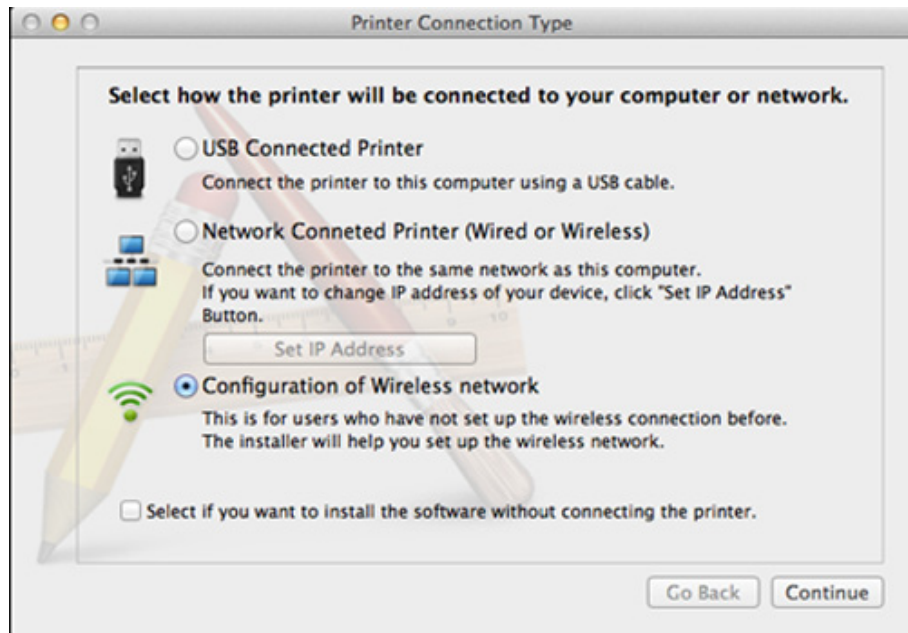 Printer Connection Type
Select how the printer will be connected to your computer or network.
USB Connected Printer
Connect the printer to this computer using a USB cable.
Network Conneted Printer (Wired or Wireless)
Connect the printer to the same network as this computer.
If you want to change IP address of your device, click "Set IP Address"
Button.
Set IP Address
Configuration of Wireless network
This is for users who have not set up the wireless connection before.
The installer will help you set up the wireless network.
Select if you want to install the software without connecting the printer.
Go Back Continue